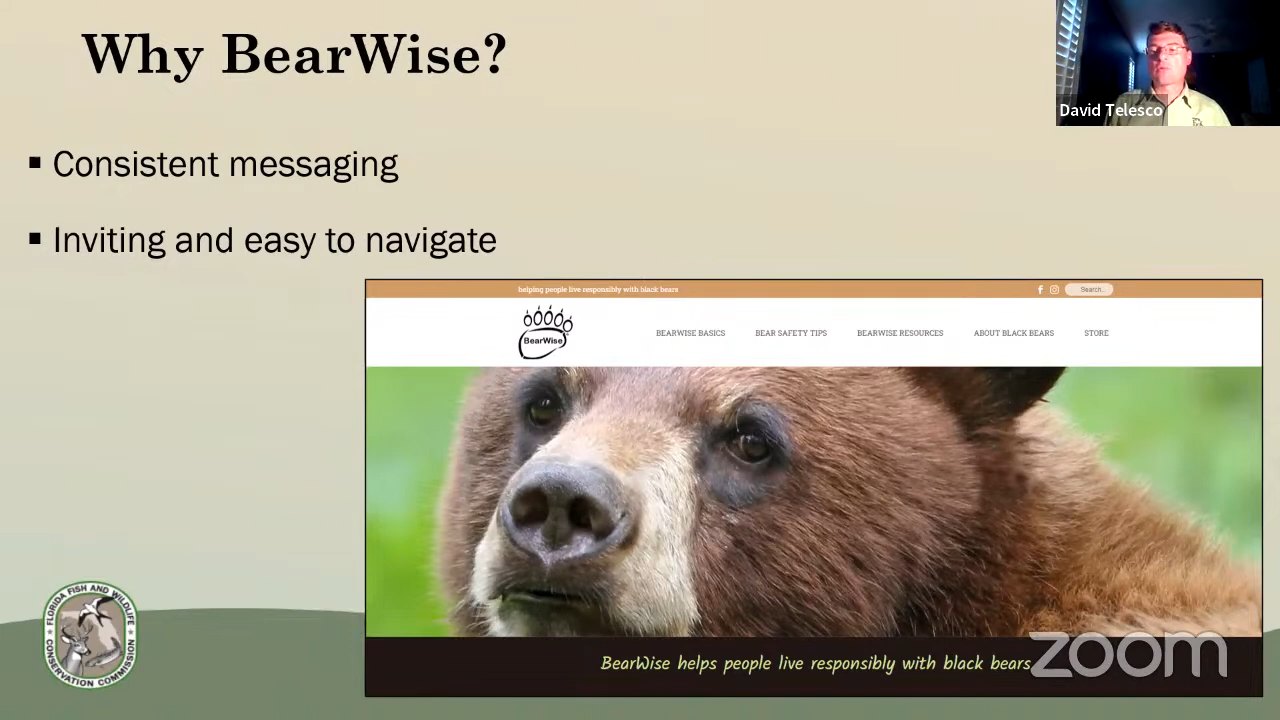 Why BearWise?
David Telesco
▪ Consistent messaging
▪ Inviting and easy to navigate
helping people live responsibly with black bears
Search...
BearWise
BEARWISE BASICS BEAR SAFETY TIPS BEARWISE RESOURCES ABOUT BLACK BEARS STORE
BearWise helps people live responsibly with black bears
zoom
FLORIDA FISH AND WILDLIFE
CONSERVATION COMMISSION